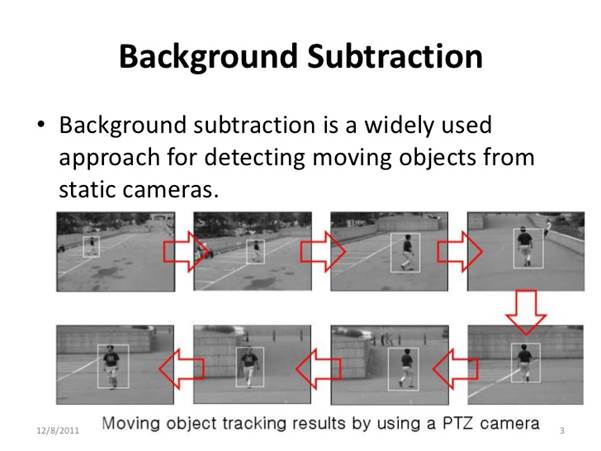 Background Subtraction
• Background subtraction is a widely used
approach for detecting moving objects from
static cameras.
Moving object tracking results by using a PTZ camera
12/8/2011
3